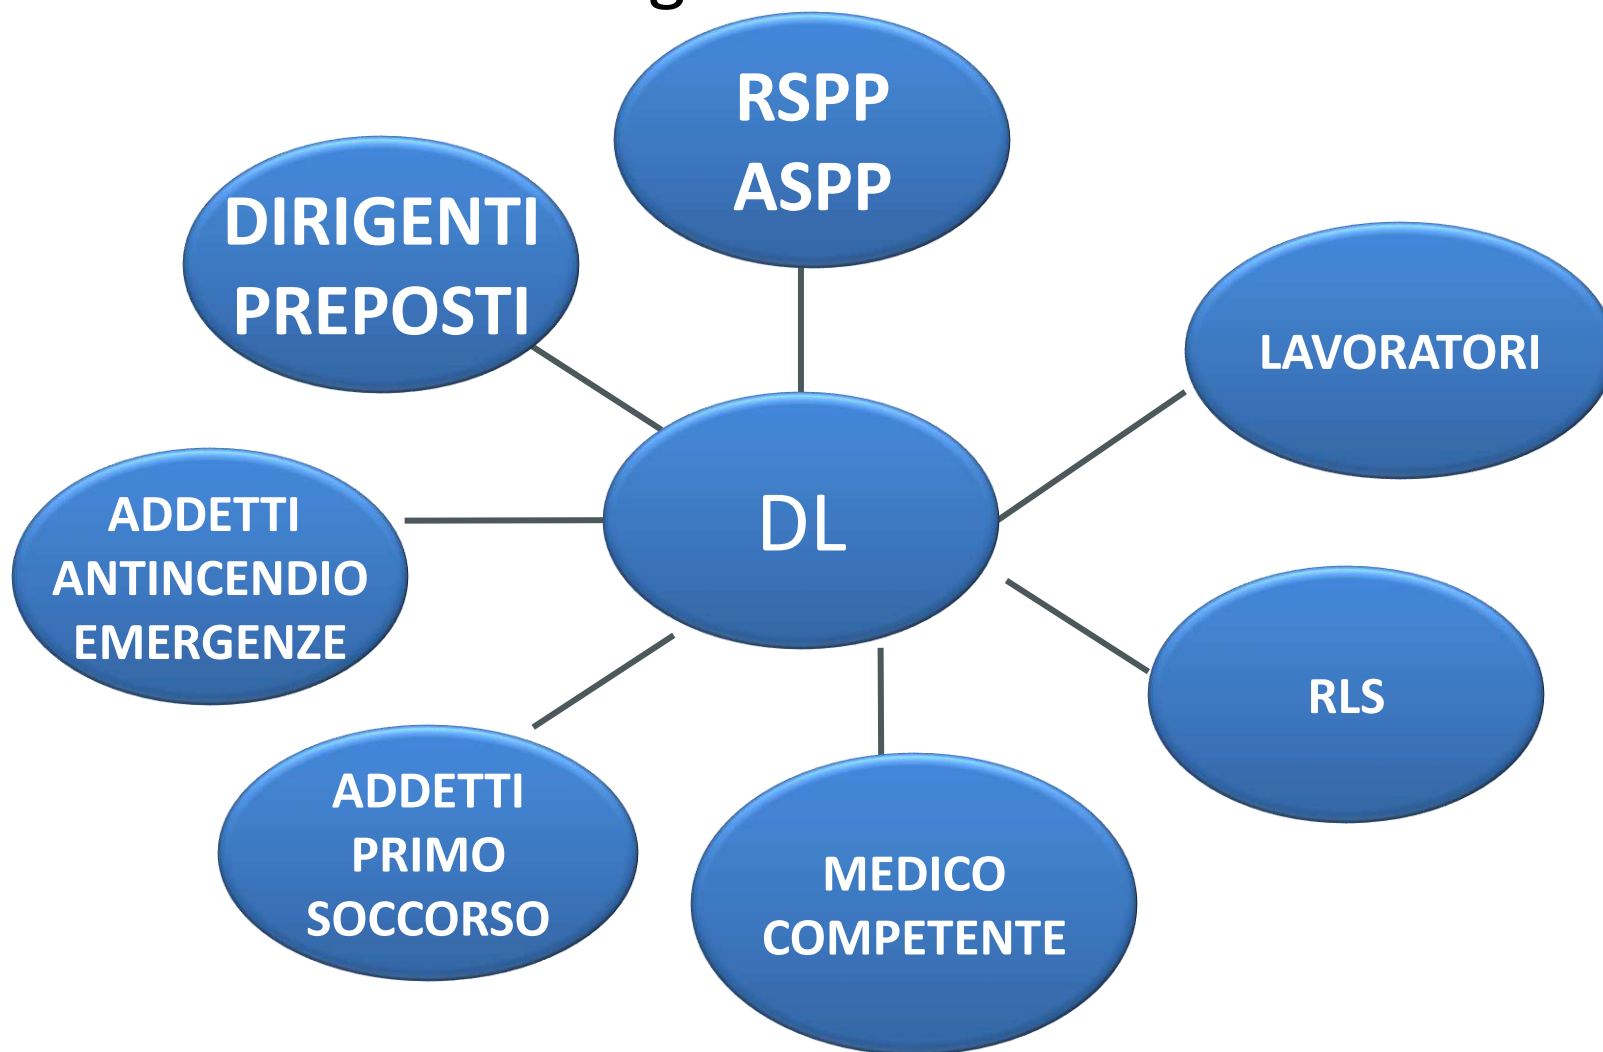 RSPP
ASPP
DIRIGENTI
PREPOSTI
LAVORATORI
DL
ADDETTI
ANTINCENDIO
EMERGENZE
RLS
ADDETTI
PRIMO
SOCCORSO
MEDICO
COMPETENTE